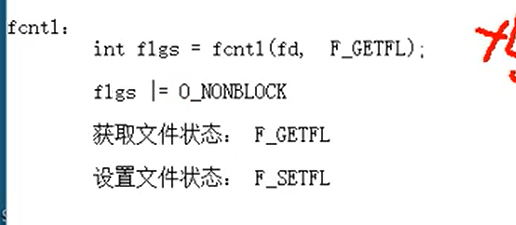 fcntl:
int flgs = fcntl(fd, F_GETFL);
flgs |= O_NONBLOCK
获取文件状态: F_GETFL
设置文件状态: F_SETFL